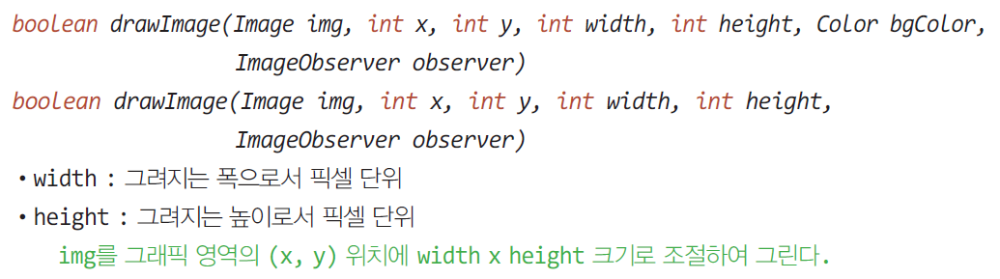 boolean drawImage(Image img, int x, int y, int width, int height, Color bgColor,
ImageObserver observer)
boolean drawImage(Image img, int x, int y, int width, int height,
ImageObserver observer)
• width : 그려지는 폭으로서 픽셀 단위
• height : 그려지는 높이로서 픽셀 단위
img를 그래픽 영역의 (x, y) 위치에 width x height 크기로 조절하여 그린다.